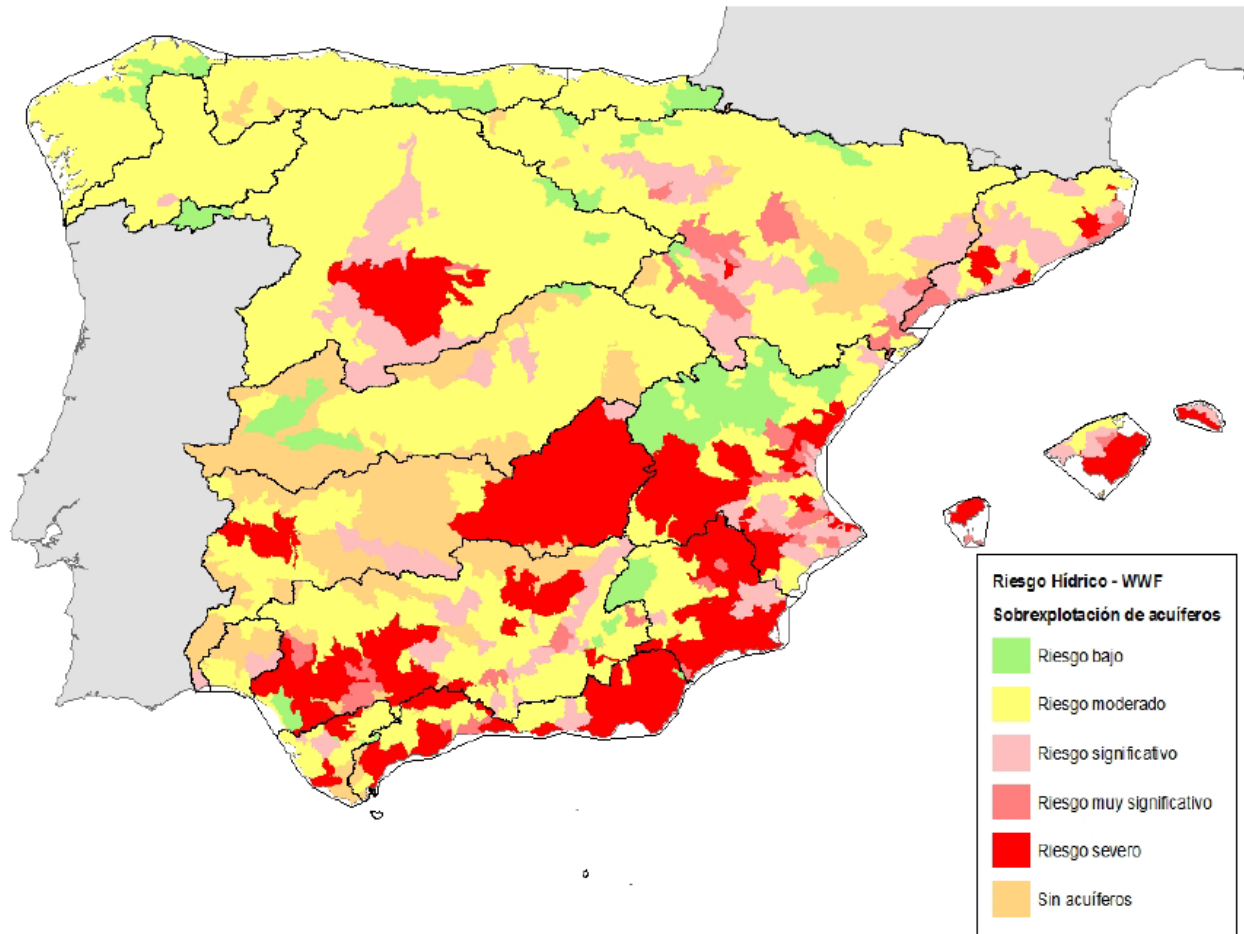 Riesgo Hídrico - WWF
Sobrexplotación de acuíferos
Riesgo bajo
Riesgo moderado
Riesgo significativo
Riesgo muy significativo
Riesgo severo
Sin acuíferos